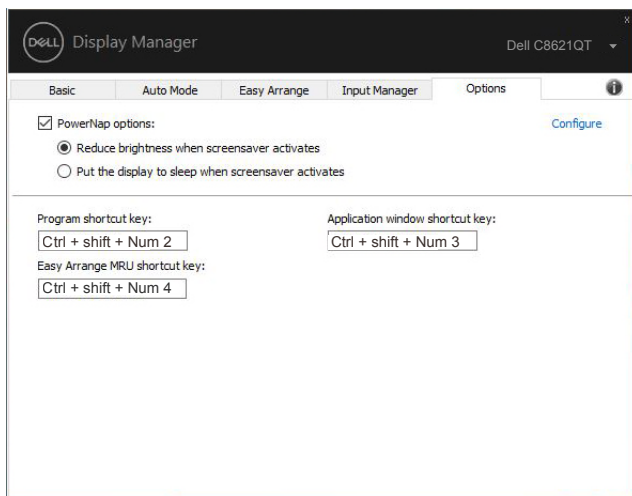 x
DELL Display Manager Dell C8621QT
Basic Auto Mode Easy Arrange Input Manager Options i
PowerNap options: Configure
Reduce brightness when screensaver activates
Put the display to sleep when screensaver activates
Program shortcut key: Application window shortcut key:
Ctrl + shift + Num 2 Ctrl + shift + Num 3
Easy Arrange MRU shortcut key:
Ctrl + shift + Num 4